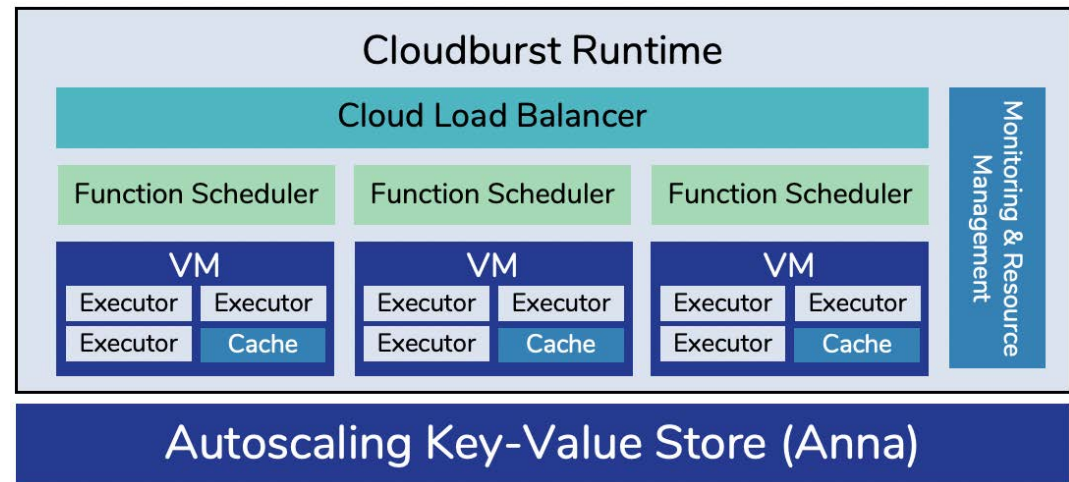 Cloudburst Runtime
Cloud Load Balancer
Function Scheduler
Function Scheduler
Function Scheduler
VM
Executor
Executor
Executor
Cache
VM
Executor
Executor
Executor
Cache
VM
Executor
Executor
Executor
Cache
Monitoring & Resource
Management
Autoscaling Key-Value Store (Anna)